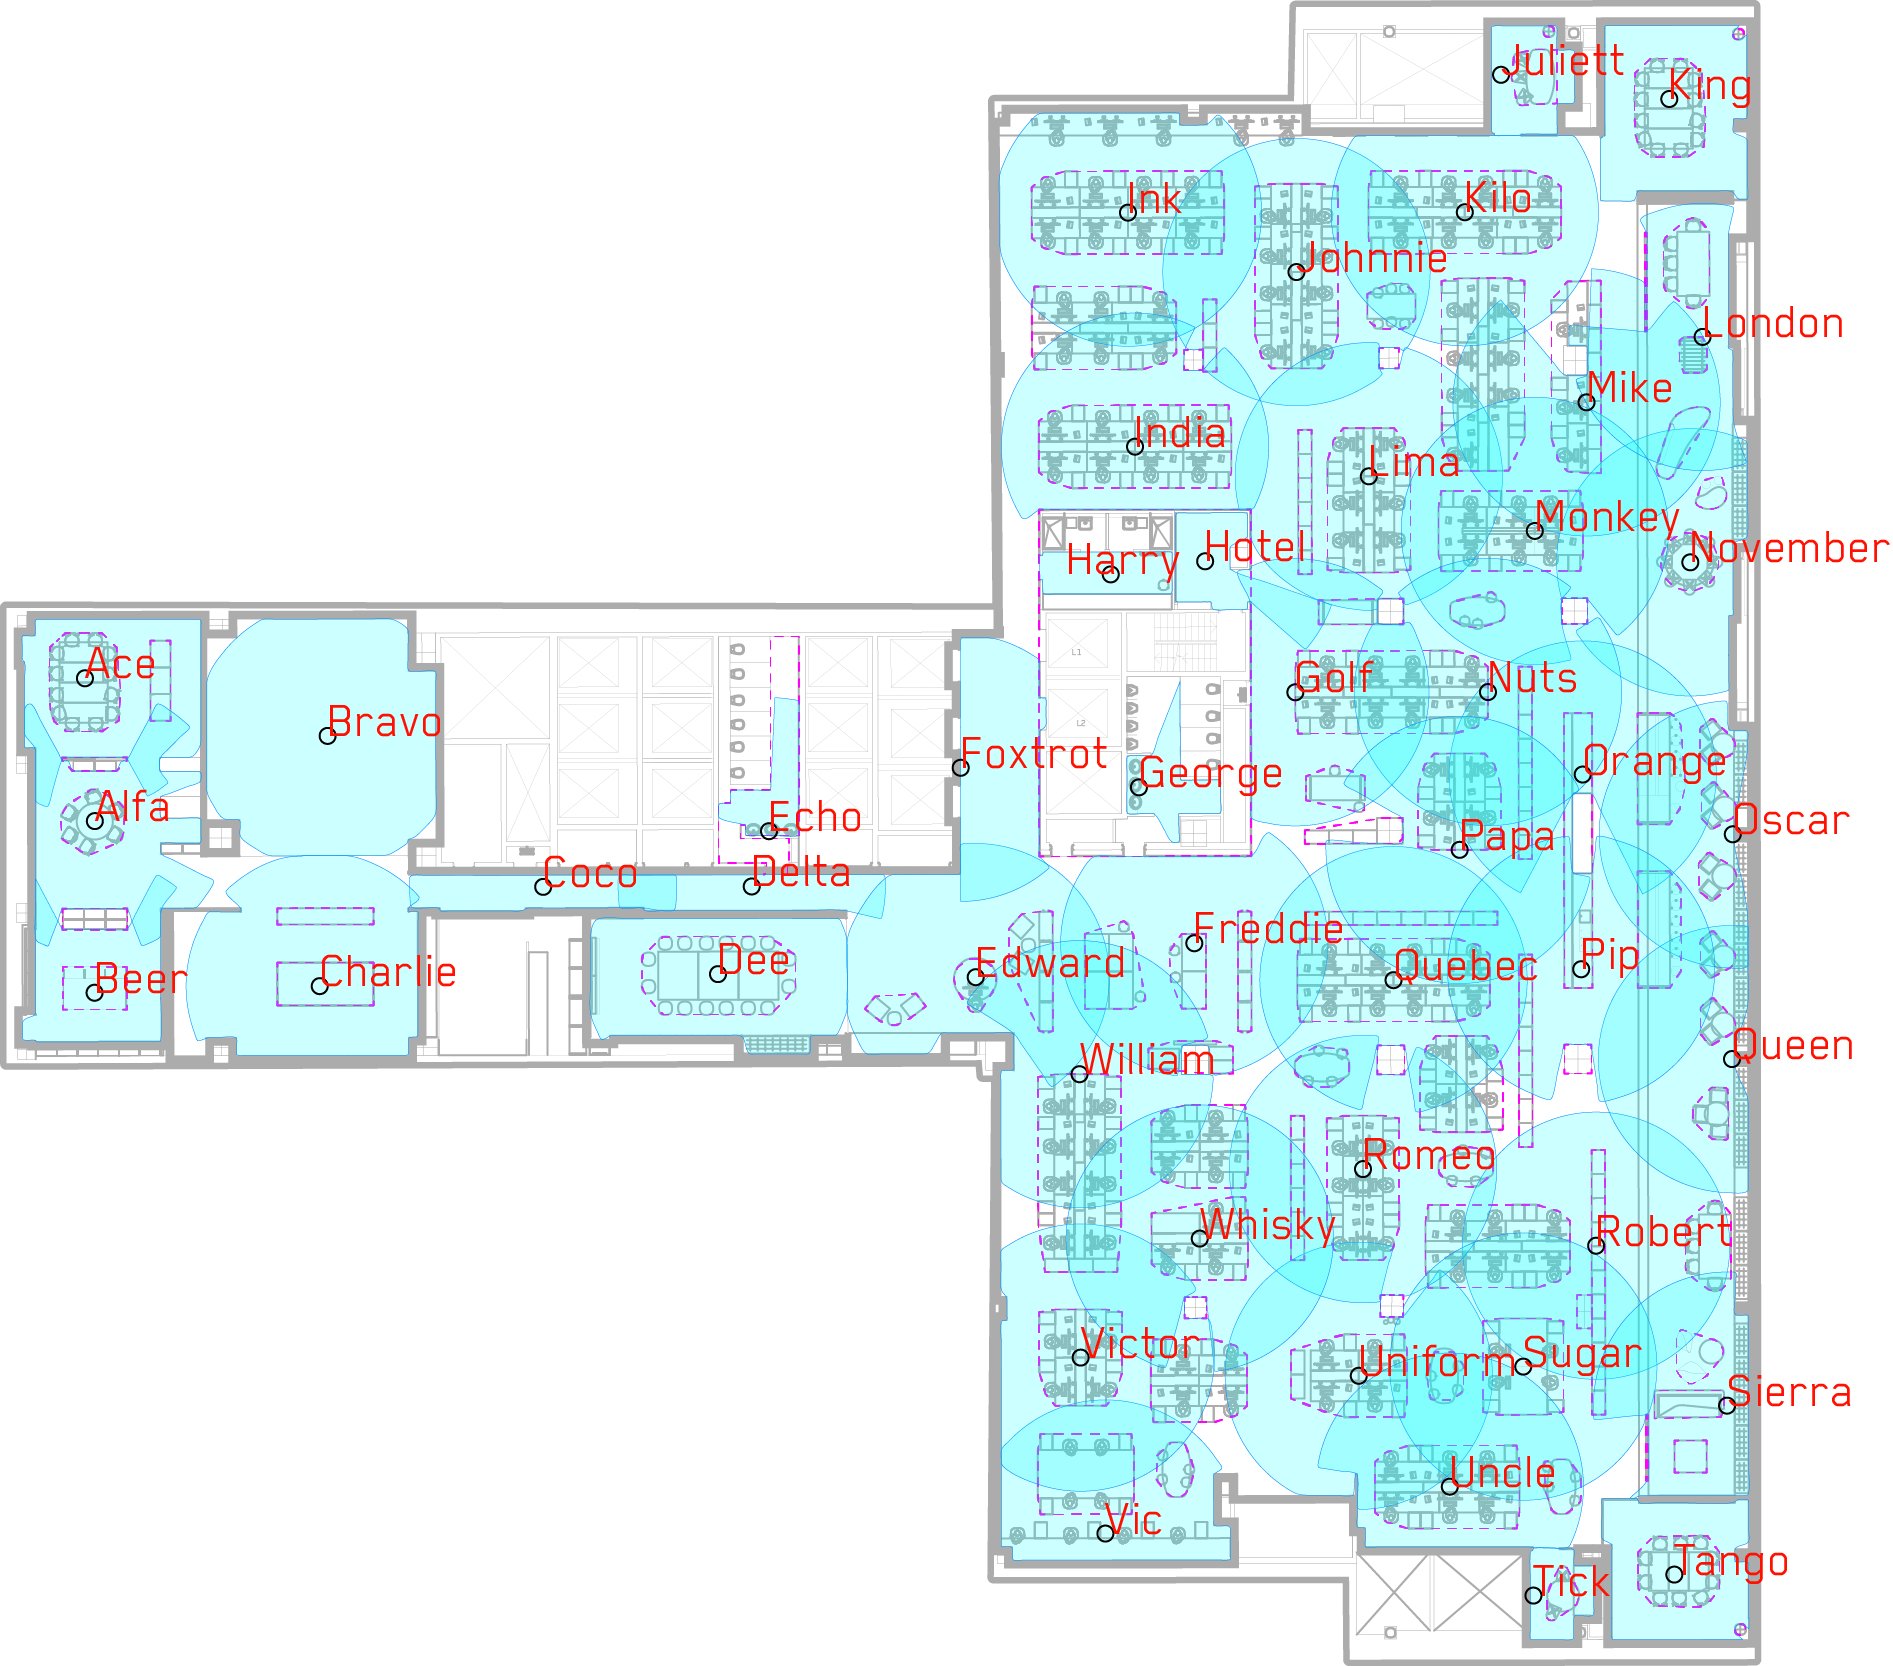 Juliett
King
Ink
Kilo
Johnnie
London
Mike
India
Lima
Monkey
Hotel
Harry
November
L1
Ace
Golf
Nuts
Bravo
L2
Foxtrot
George
Orange
Alfa
Echo
Oscar
Papa
Coco
Delta
Freddie
Pip
Dee
Edward
Quebec
Beer
Charlie
William
Queen
Romeo
Whisky
Robert
Victor
Uniform
Sugar
Sierra
Uncle
Vic
Tango
Tick